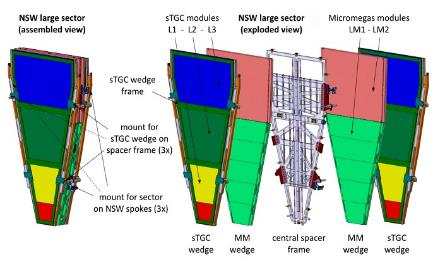 NSW large sector
(assembled view)
sTGC modules
L1 - L2 - L3
NSW large sector
(exploded view)
Micromegas modules
LM1 - LM2
sTGC wedge
frame
mount for
sTGC wedge on
spacer frame (3x)
mount for sector
on NSW spokes (3x)
sTGC
wedge
MM
wedge
central spacer
frame
MM
wedge
sTGC
wedge